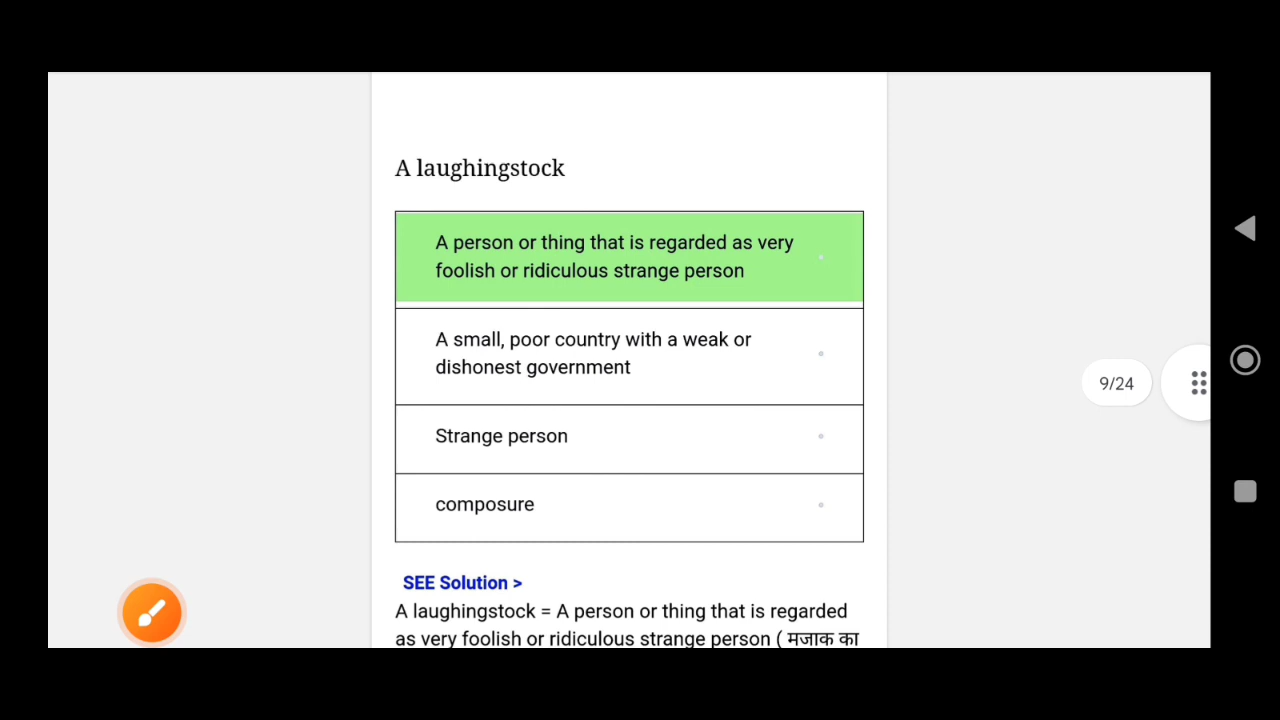 A laughingstock
A person or thing that is regarded as very
foolish or ridiculous strange person
A small, poor country with a weak or
dishonest government
Strange person
composure
9/24
SEE Solution >
A laughingstock = A person or thing that is regarded
as very foolish or ridiculous strange person ( मजाक का